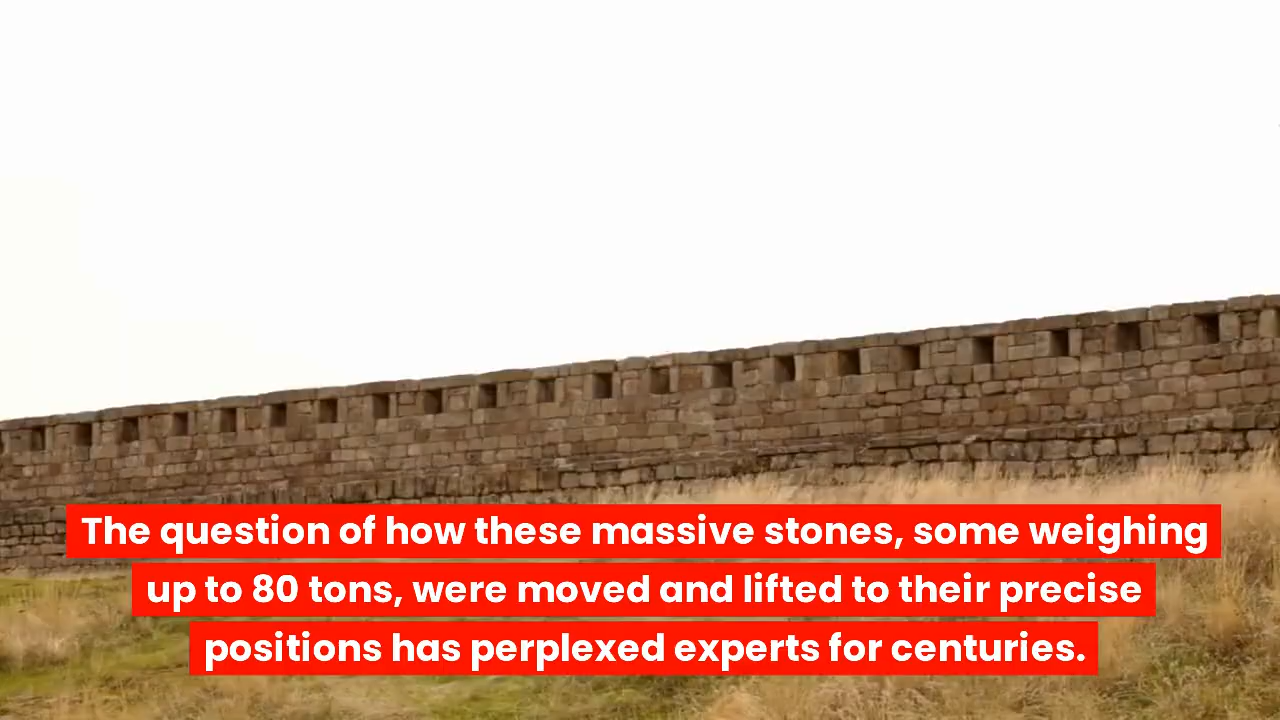 The question of how these massive stones, some weighing
up to 80 tons, were moved and lifted to their precise
positions has perplexed experts for centuries.